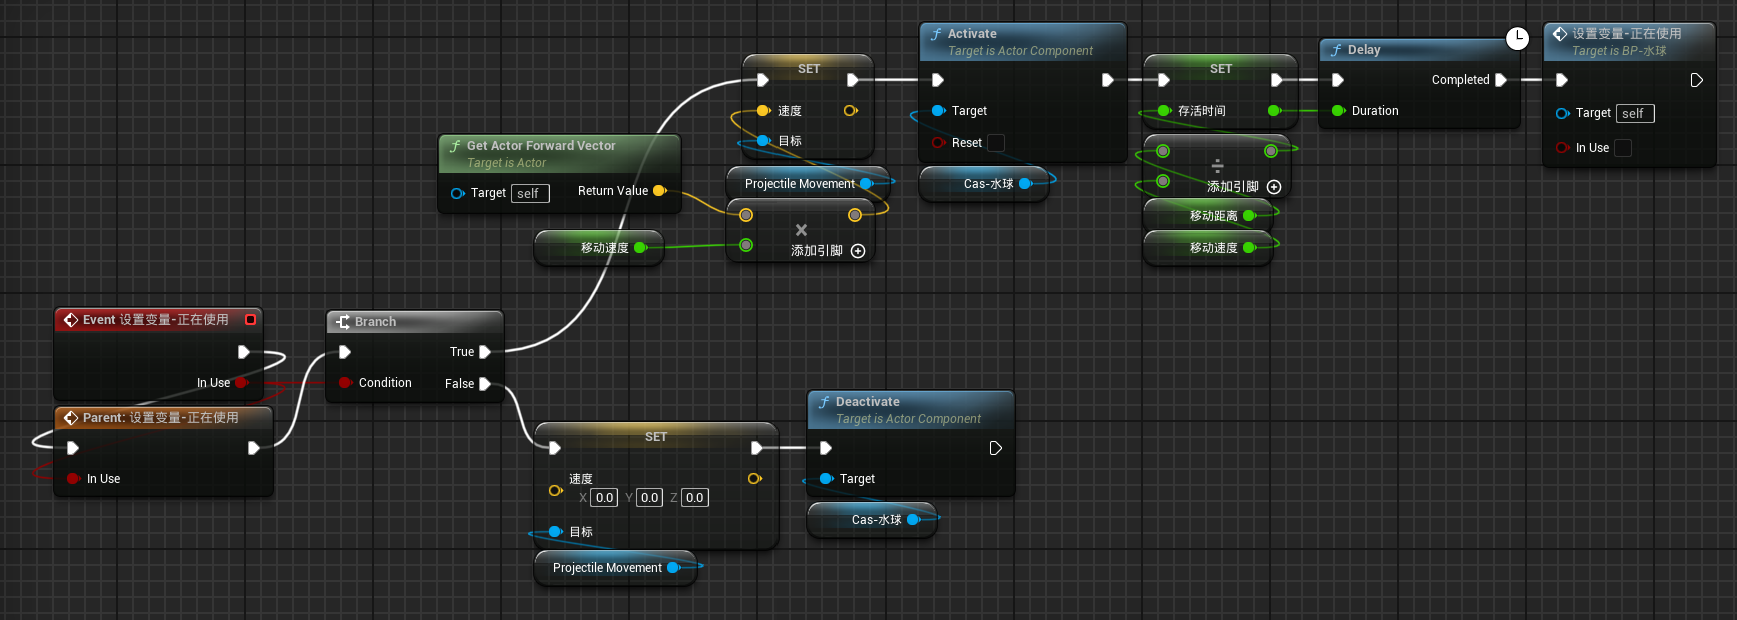 SET
速度
目标
Activate
Target is Actor Component
Target
Reset
SET
存活时间
Delay
Completed
Duration
设置变量-正在使用
Target is BP-水球
Target self
In Use
Get Actor Forward Vector
Target is Actor
Target self
Return Value
Projectile Movement
Cas-水球
添加引脚
移动速度
添加引脚
移动距离
移动速度
Event 设置变量-正在使用
In Use
Branch
True
Condition
False
Parent: 设置变量-正在使用
In Use
SET
速度
X 0.0 Y 0.0 Z 0.0
目标
Projectile Movement
Deactivate
Target is Actor Component
Target
Cas-水球